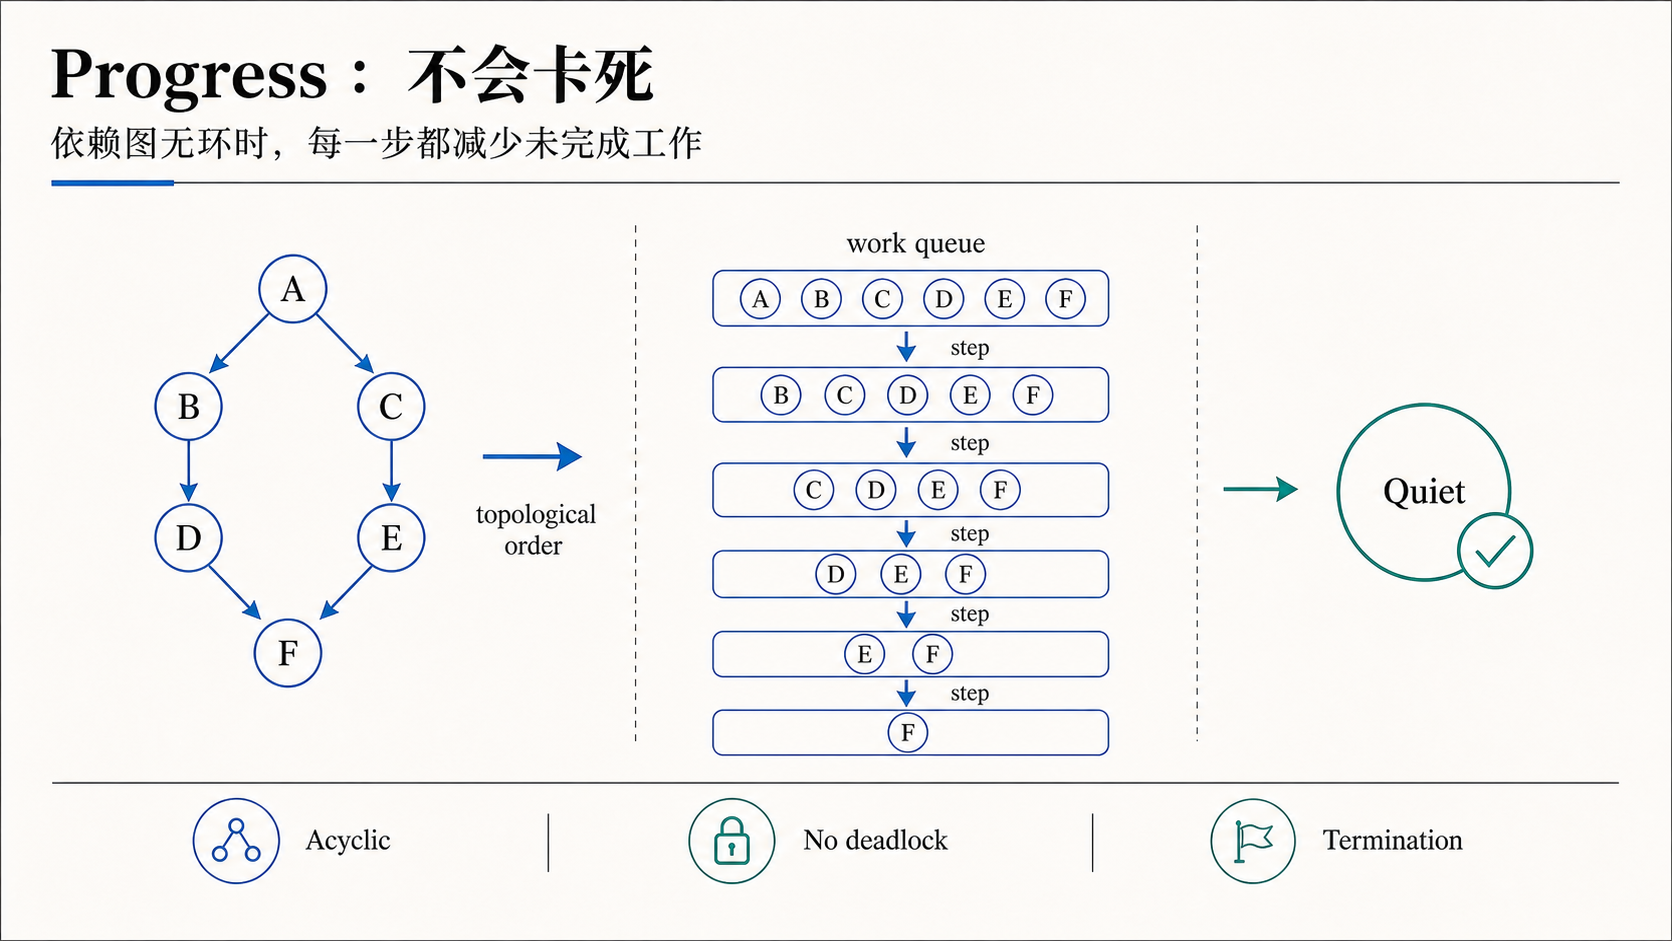 Progress：不会卡死
依赖图无环时，每一步都减少未完成工作
A
B
C
D
E
F
topological
order
work queue
A B C D E F
step
B C D E F
step
C D E F
step
D E F
step
E F
step
F
Quiet
Acyclic
No deadlock
Termination